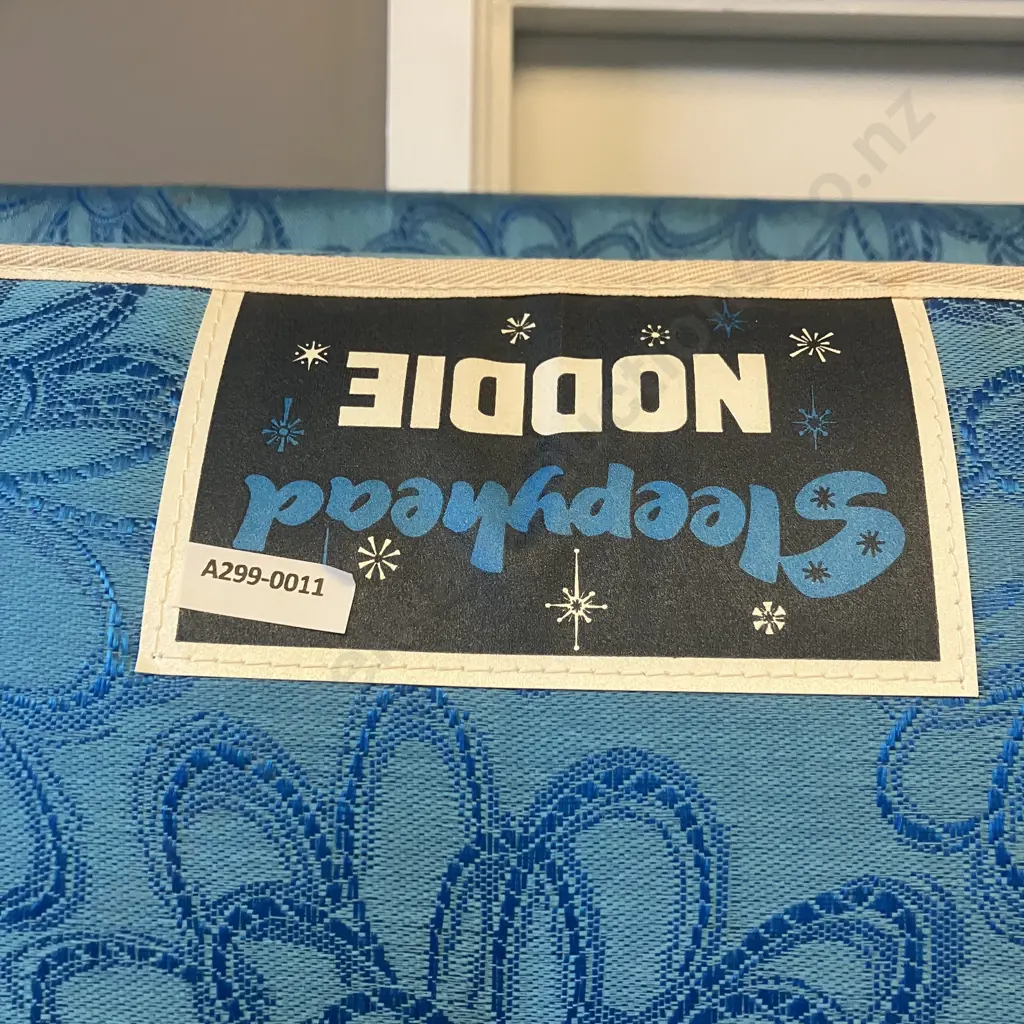 Sleepyhead
NODDIE
A299-0011